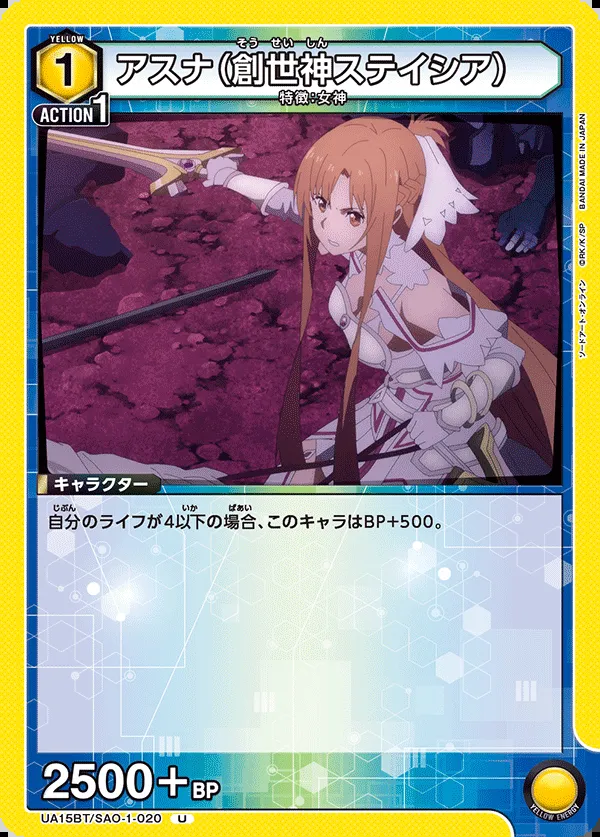 YELLOW
1
ACTION 1
そうせいしん
アスナ(創世神ステイシア)
特徴:女神
BANDAI MADE IN JAPAN
©RK/K/SP
ソードアート・オンライン
キャラクター
じぶん いか ばあい
自分のライフが4以下の場合、このキャラはBP+500。
2500+BP
UA15BT/SAO-1-020 U
YELLOW ENERGY